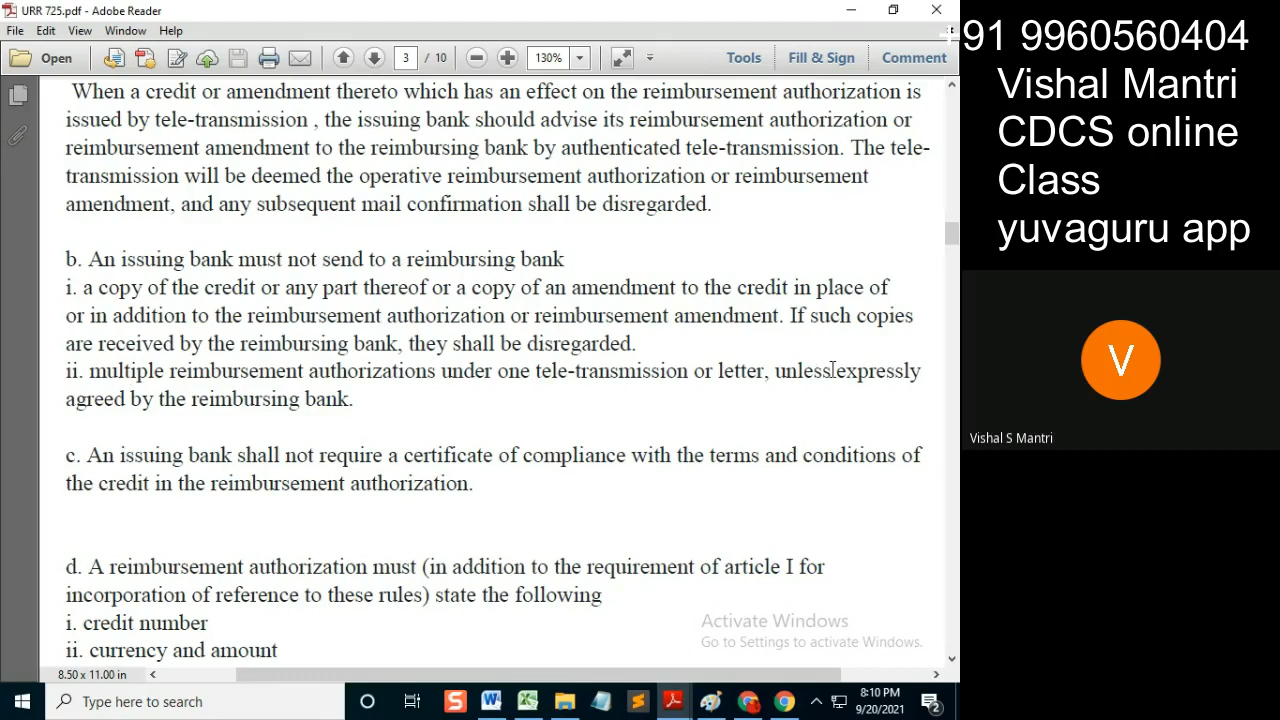 URR 725.pdf - Adobe Reader
File Edit View Window Help
Open 3 / 10 130% Tools Fill & Sign Comment
When a credit or amendment thereto which has an effect on the reimbursement authorization is
issued by tele-transmission , the issuing bank should advise its reimbursement authorization or
reimbursement amendment to the reimbursing bank by authenticated tele-transmission. The tele-
transmission will be deemed the operative reimbursement authorization or reimbursement
amendment, and any subsequent mail confirmation shall be disregarded.
b. An issuing bank must not send to a reimbursing bank
i. a copy of the credit or any part thereof or a copy of an amendment to the credit in place of
or in addition to the reimbursement authorization or reimbursement amendment. If such copies
are received by the reimbursing bank, they shall be disregarded.
ii. multiple reimbursement authorizations under one tele-transmission or letter, unless expressly
agreed by the reimbursing bank.
c. An issuing bank shall not require a certificate of compliance with the terms and conditions of
the credit in the reimbursement authorization.
d. A reimbursement authorization must (in addition to the requirement of article I for
incorporation of reference to these rules) state the following
i. credit number
ii. currency and amount
Activate Windows
Go to Settings to activate Windows.
8.50 x 11.00 in
Type here to search
8:10 PM
9/20/2021
2
+91 9960560404
Vishal Mantri
CDCS online
Class
yuvaguru app
V
Vishal S Mantri